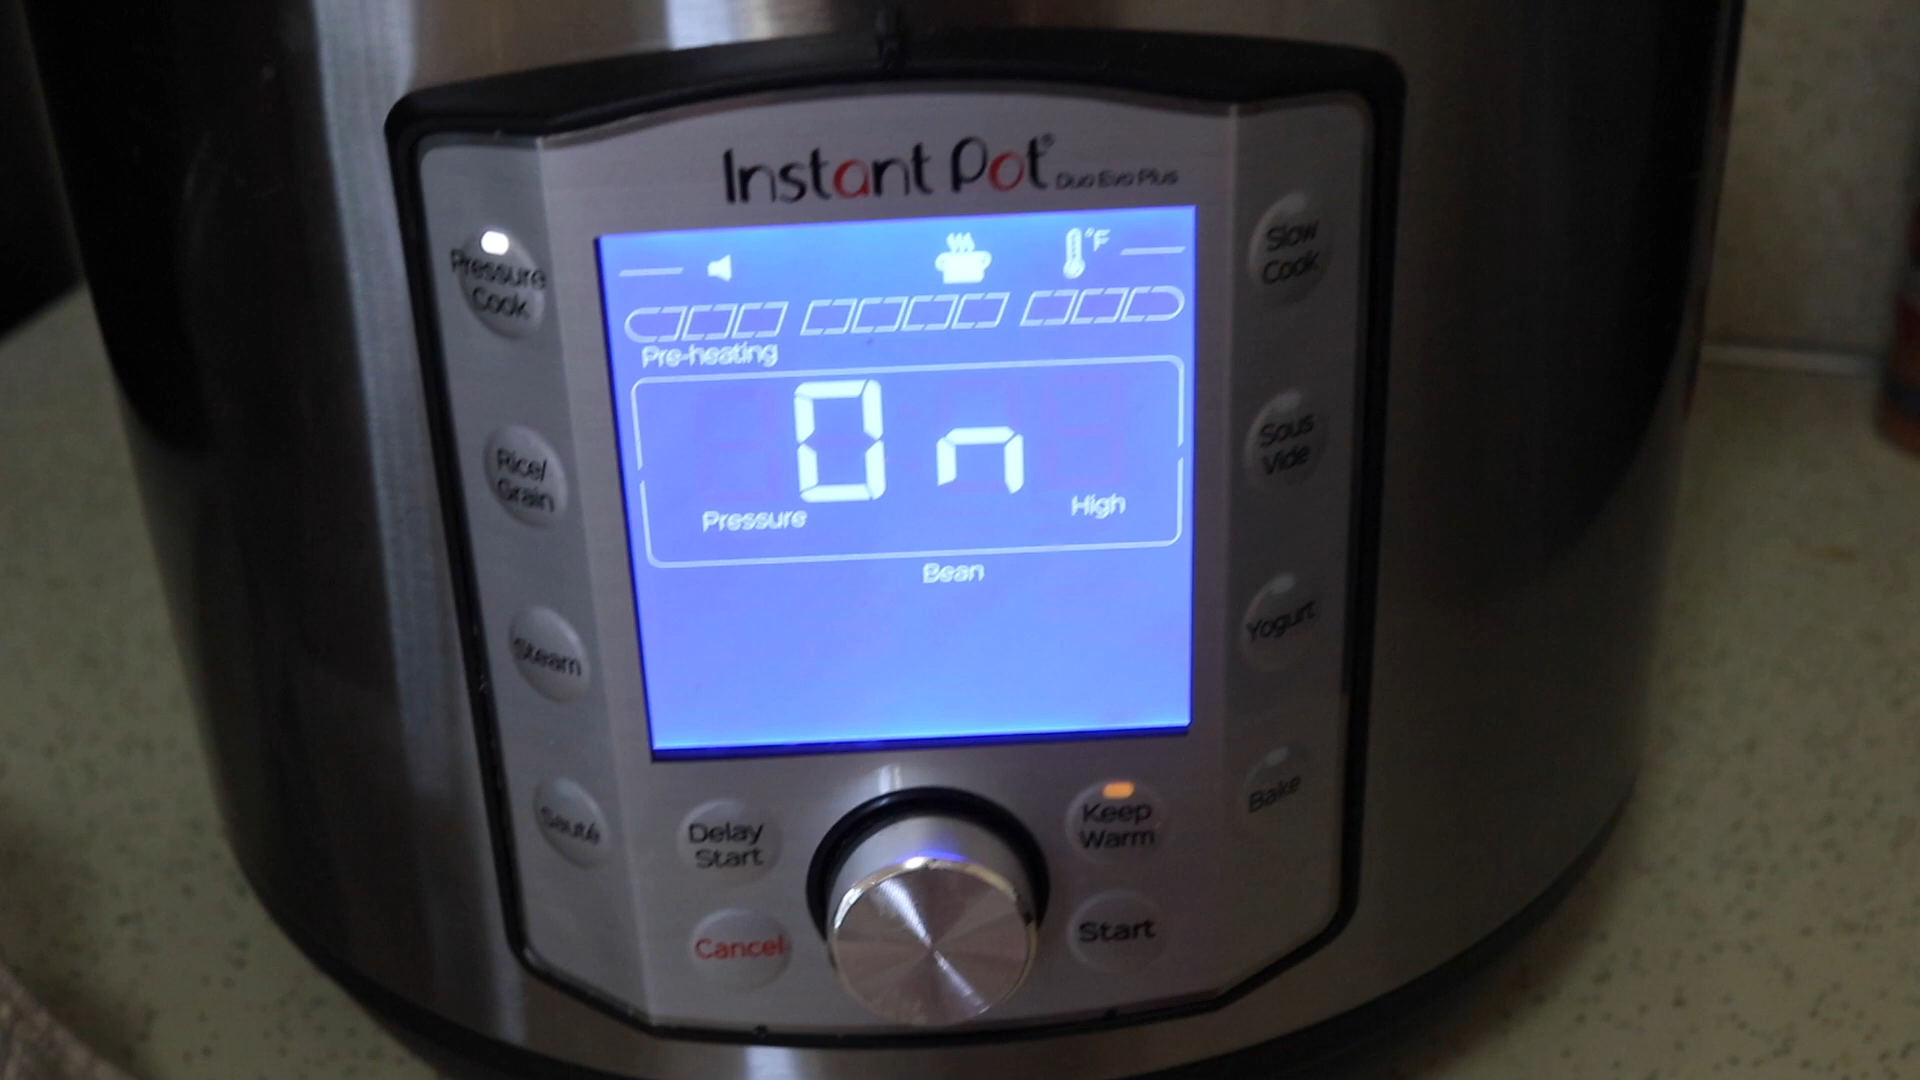 Instant Pot® Duo Evo Plus
Pressure
Cook
Rice/
Grain
Steam
Sauté
°F
Pre-heating
On
Pressure High
Bean
Slow
Cook
Sous
Vide
Yogurt
Bake
Delay
Start
Keep
Warm
Cancel
Start